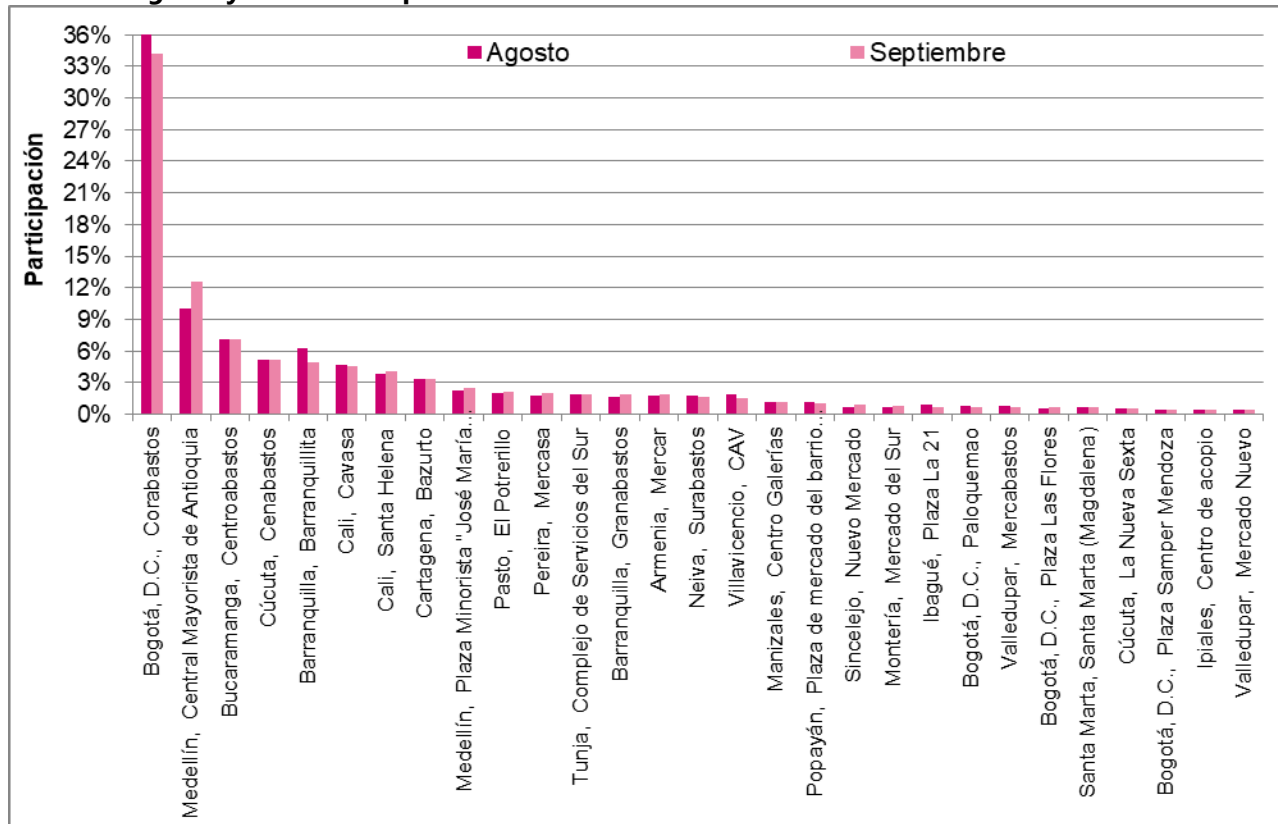 36%
Agosto
Septiembre
33%
30%
27%
24%
21%
18%
15%
12%
9%
6%
3%
0%
Participación
Bogotá, D.C., Corabastos
Medellín, Central Mayorista de Antioquia
Bucaramanga, Centroabastos
Cúcuta, Cenabastos
Barranquilla, Barranquillita
Cali, Cavasa
Cali, Santa Helena
Cartagena, Bazurto
Medellín, Plaza Minorista "José María...
Pasto, El Potrerillo
Pereira, Mercasa
Tunja, Complejo de Servicios del Sur
Barranquilla, Granabastos
Armenia, Mercar
Neiva, Surabastos
Villavicencio, CAV
Manizales, Centro Galerías
Popayán, Plaza de mercado del barrio...
Sincelejo, Nuevo Mercado
Montería, Mercado del Sur
Ibagué, Plaza La 21
Bogotá, D.C., Paloquemao
Valledupar, Mercabastos
Bogotá, D.C., Plaza Las Flores
Santa Marta, Santa Marta (Magdalena)
Cúcuta, La Nueva Sexta
Bogotá, D.C., Plaza Samper Mendoza
Ipiales, Centro de acopio
Valledupar, Mercado Nuevo